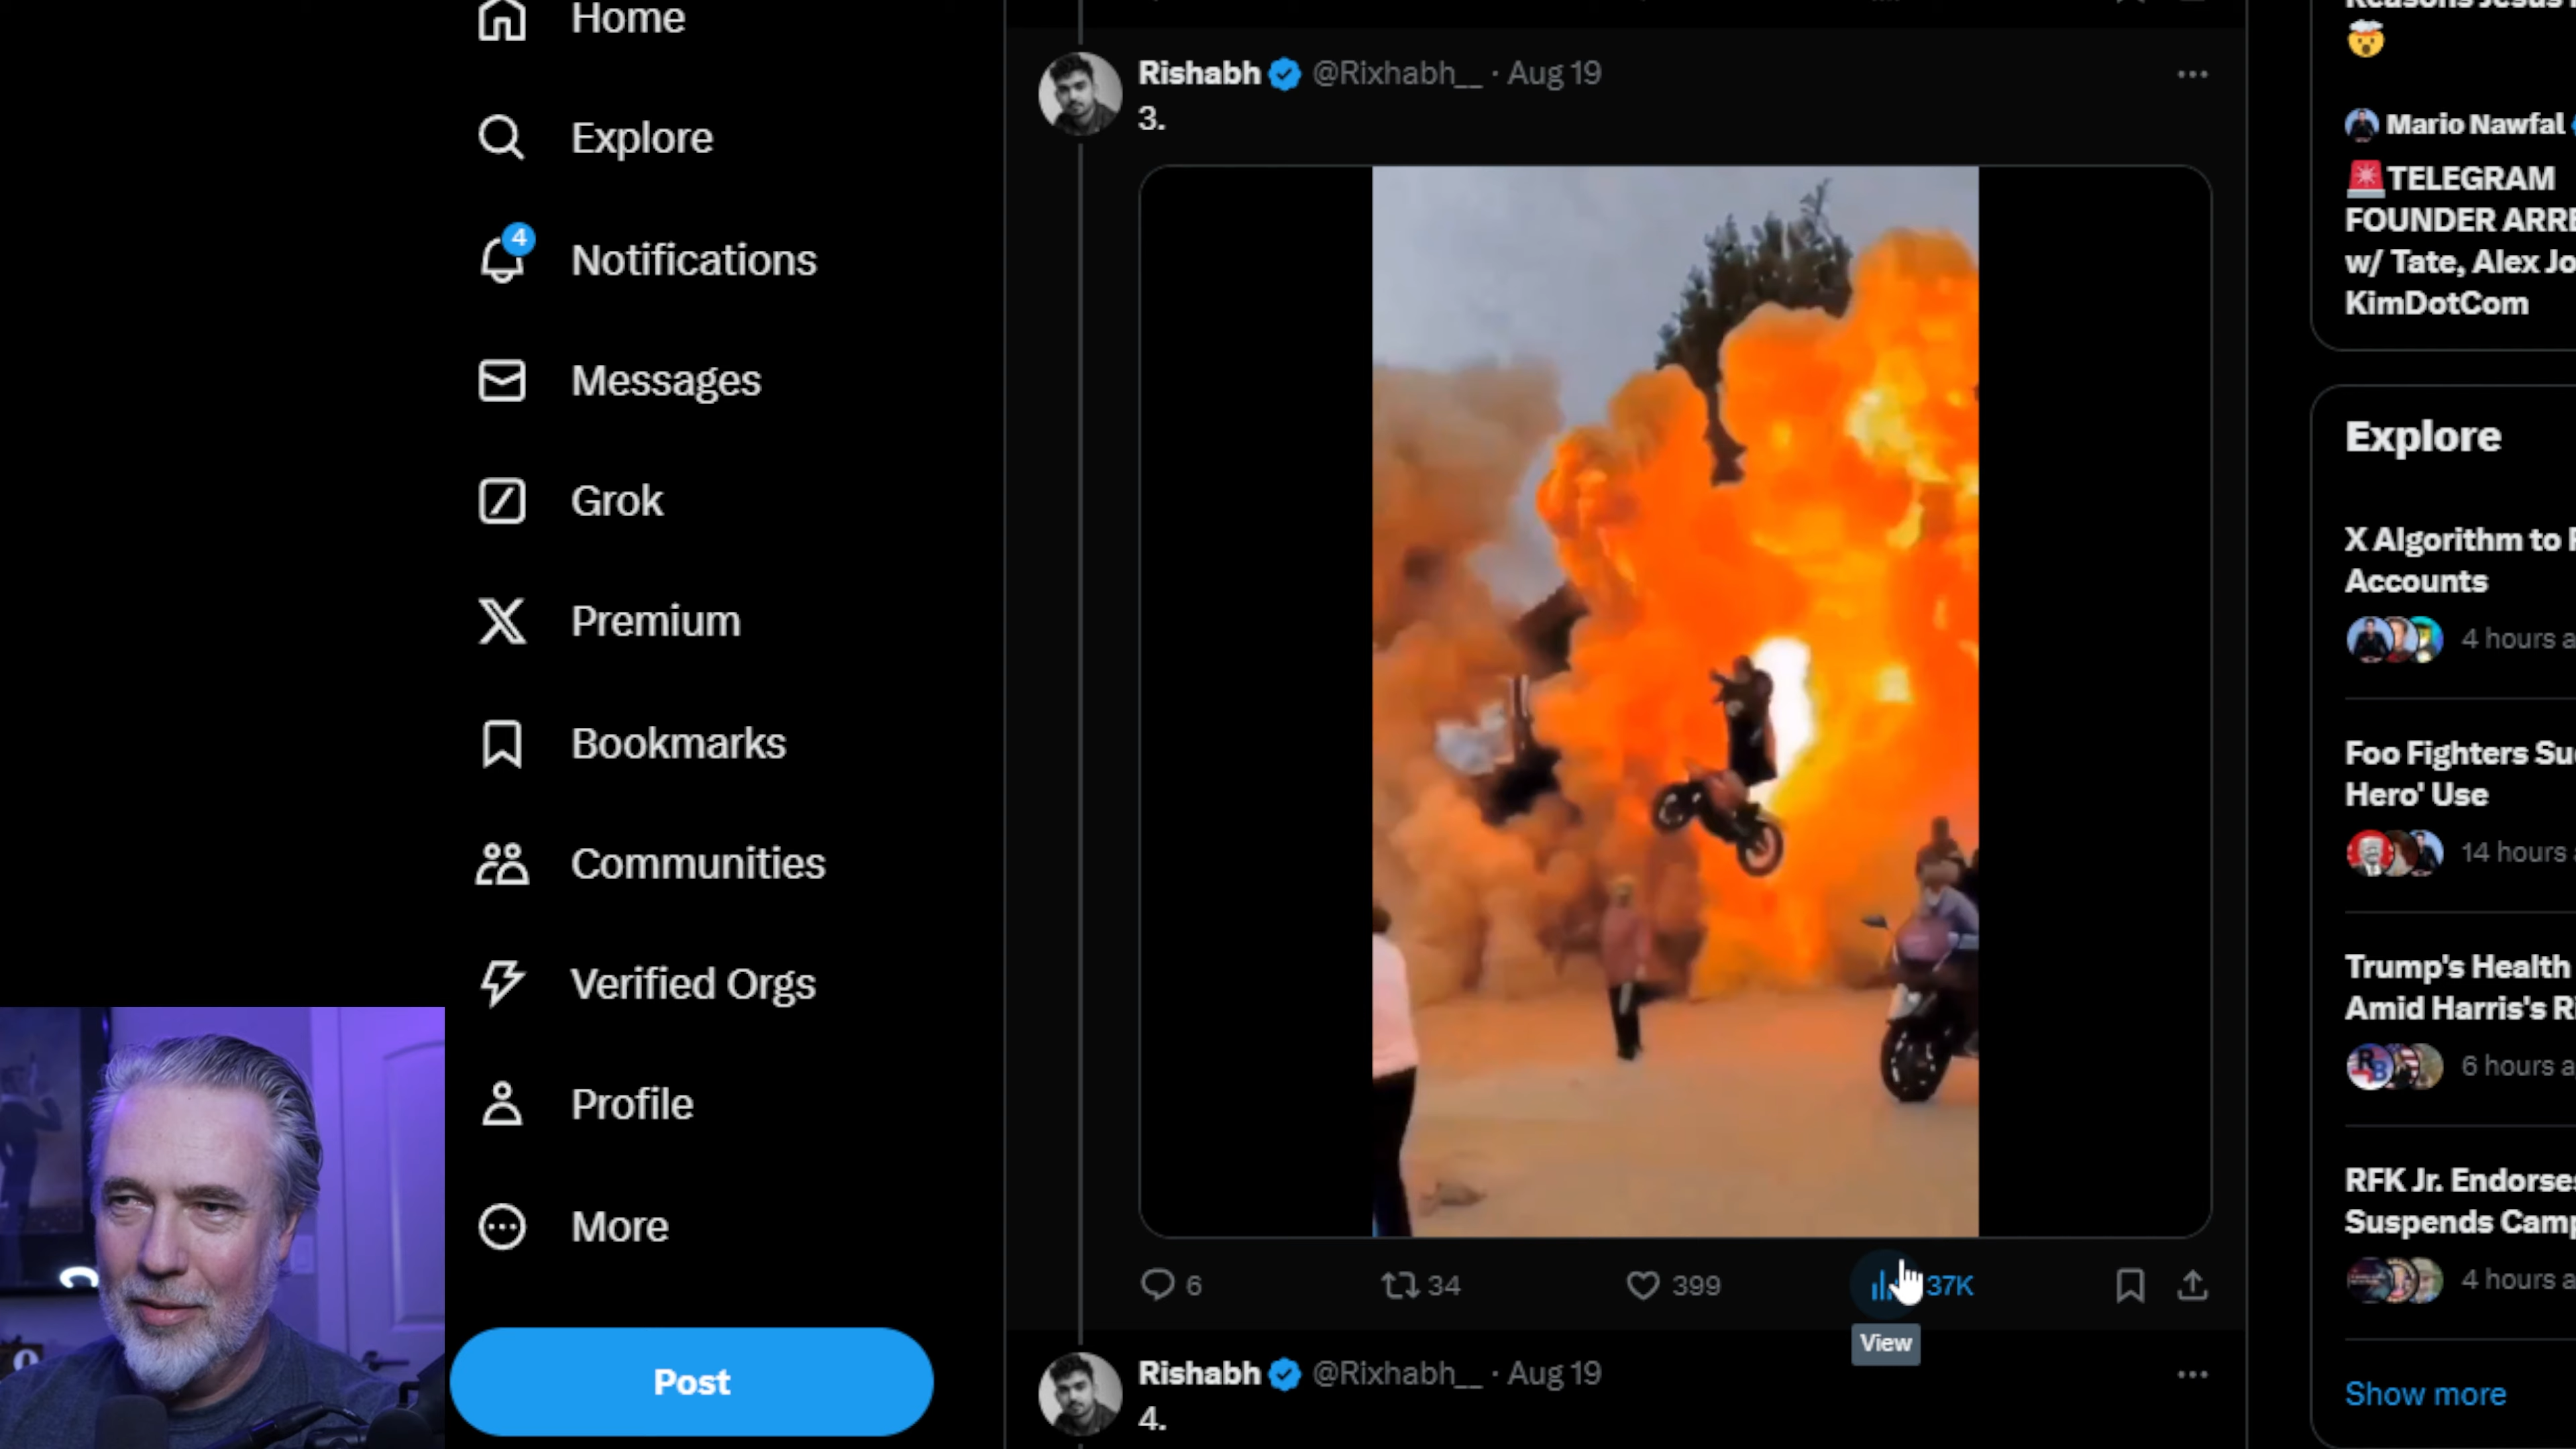 Home
Explore
4
Notifications
Messages
Grok
Premium
Bookmarks
Communities
Verified Orgs
Profile
More
Post
Rishabh @Rixhabh__ · Aug 19
3.
6
34
399
37K
View
Rishabh @Rixhabh__ · Aug 19
4.
Mario Nawfal
TELEGRAM
FOUNDER ARRE
w/ Tate, Alex Jo
KimDotCom
Explore
X Algorithm to
Accounts
4 hours a
Foo Fighters Su
Hero' Use
14 hours
Trump's Health
Amid Harris's
6 hours a
RFK Jr. Endorse
Suspends Camp
4 hours a
Show more